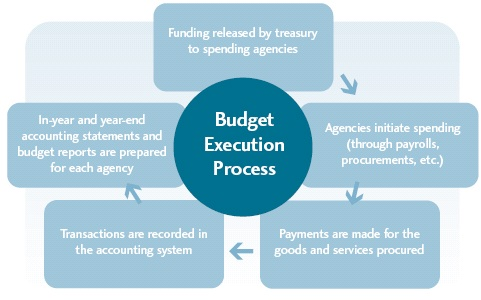 Funding released by treasury
to spending agencies
Agencies initiate spending
(through payrolls,
procurements, etc.)
Payments are made for the
goods and services procured
Transactions are recorded in
the accounting system
In-year and year-end
accounting statements and
budget reports are prepared
for each agency
Budget
Execution
Process